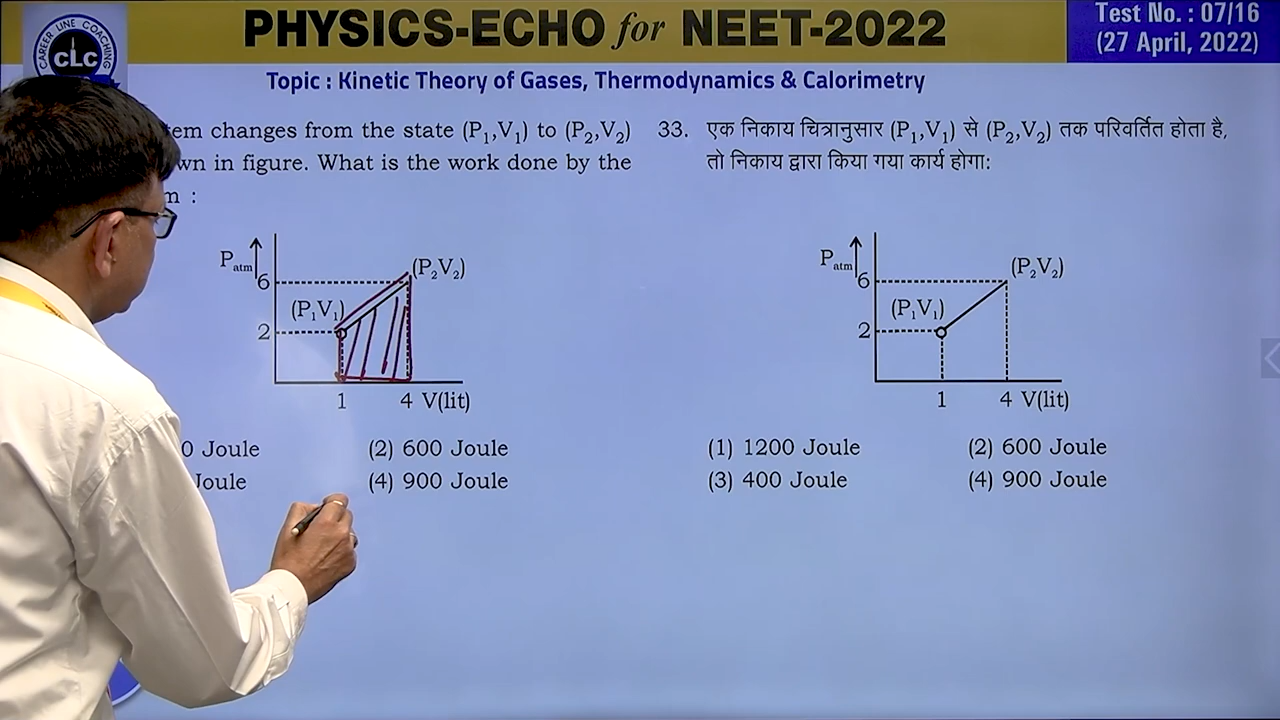 PHYSICS-ECHO for NEET-2022
Test No. : 07/16
(27 April, 2022)
CAREER LINE COACHING
CLC
Topic : Kinetic Theory of Gases, Thermodynamics & Calorimetry
changes from the state (P₁,V₁) to (P₂,V₂)
in figure. What is the work done by the
:
Patm
6
2
(P₁V₁)
(P₂V₂)
1 4 V(lit)
0 Joule (2) 600 Joule
Joule (4) 900 Joule
33. एक निकाय चित्रानुसार (P₁,V₁) से (P₂,V₂) तक परिवर्तित होता है,
तो निकाय द्वारा किया गया कार्य होगा:
Patm
6
2
(P₁V₁)
(P₂V₂)
1 4 V(lit)
(1) 1200 Joule (2) 600 Joule
(3) 400 Joule (4) 900 Joule